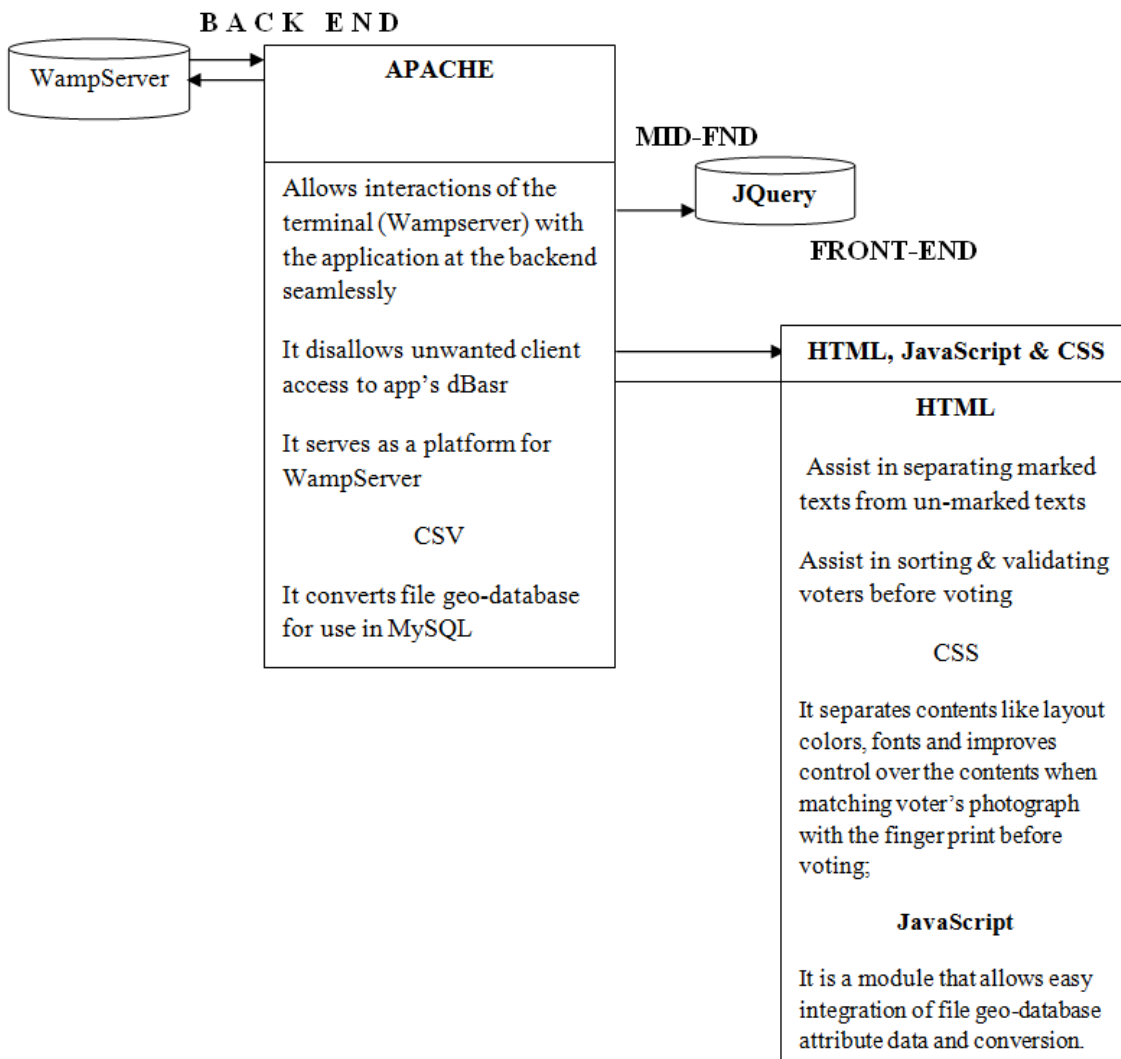 B A C K   E N D
WampServer
APACHE
Allows interactions of the
terminal (Wampserver) with
the application at the backend
seamlessly
It disallows unwanted client
access to app's dBasr
It serves as a platform for
WampServer
CSV
It converts file geo-database
for use in MySQL
MID-FND
JQuery
FRONT-END
HTML, JavaScript & CSS
HTML
Assist in separating marked
texts from un-marked texts
Assist in sorting & validating
voters before voting
CSS
It separates contents like layout
colors, fonts and improves
control over the contents when
matching voter's photograph
with the finger print before
voting;
JavaScript
It is a module that allows easy
integration of file geo-database
attribute data and conversion.